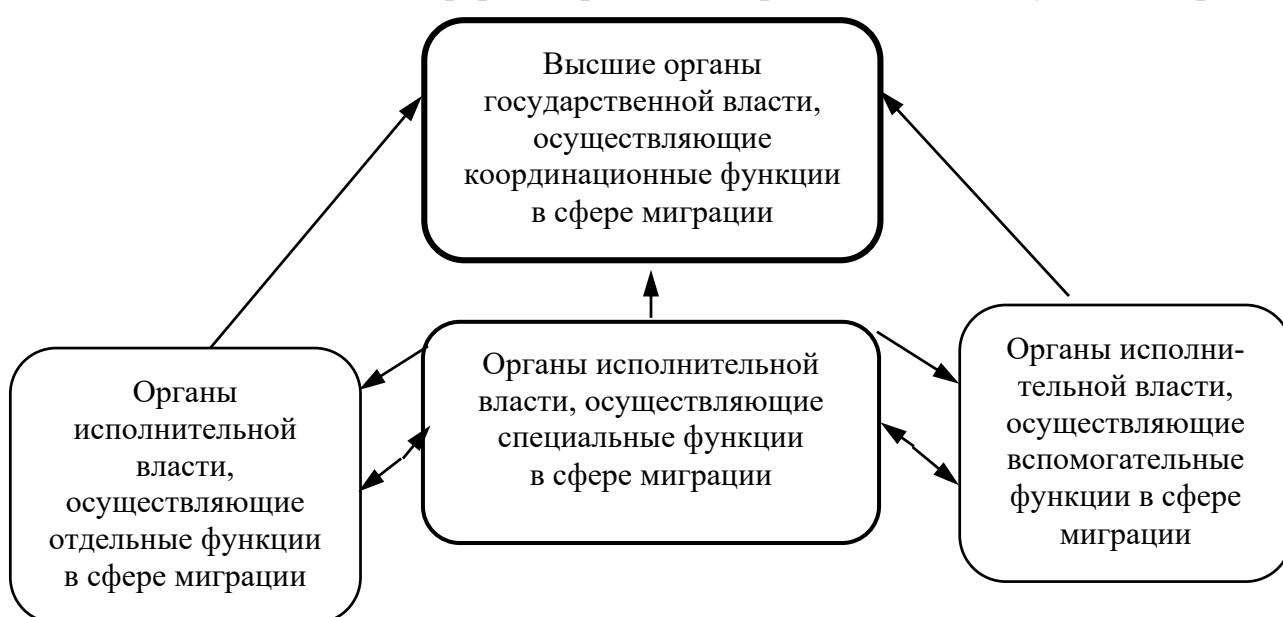 Высшие органы
государственной власти,
осуществляющие
координационные функции
в сфере миграции
Органы
исполнительной
власти,
осуществляющие
отдельные функции
в сфере миграции
Органы исполнительной
власти, осуществляющие
специальные функции
в сфере миграции
Органы исполни-
тельной власти,
осуществляющие
вспомогательные
функции в сфере
миграции